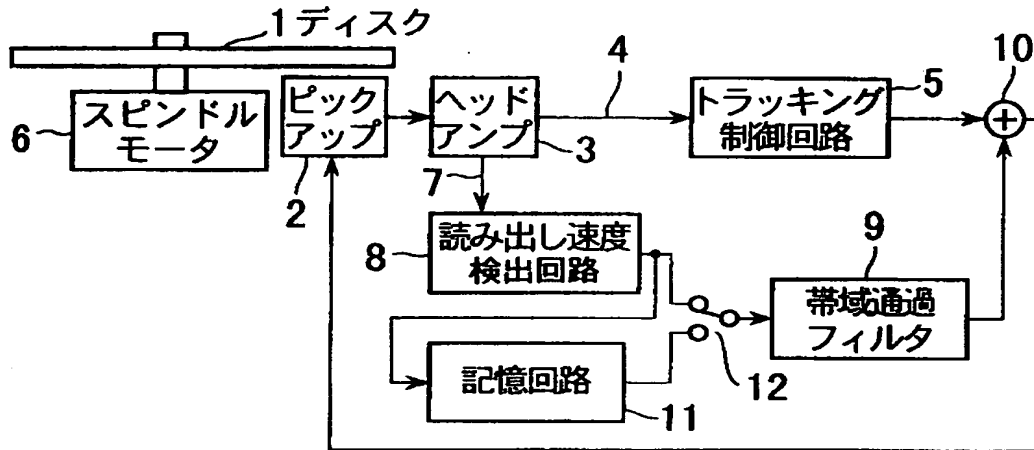 1ディスク
4
5
10
スピンドル
モータ
6
ピック
アップ
2
ヘッド
アンプ
3
トラッキング
制御回路
7
読み出し速度
検出回路
8
9
帯域通過
フィルタ
12
記憶回路
11